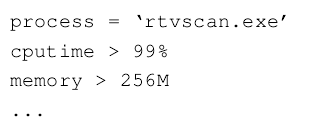 process = ‘rtvscan.exe’
cputime > 99%
memory > 256M
...